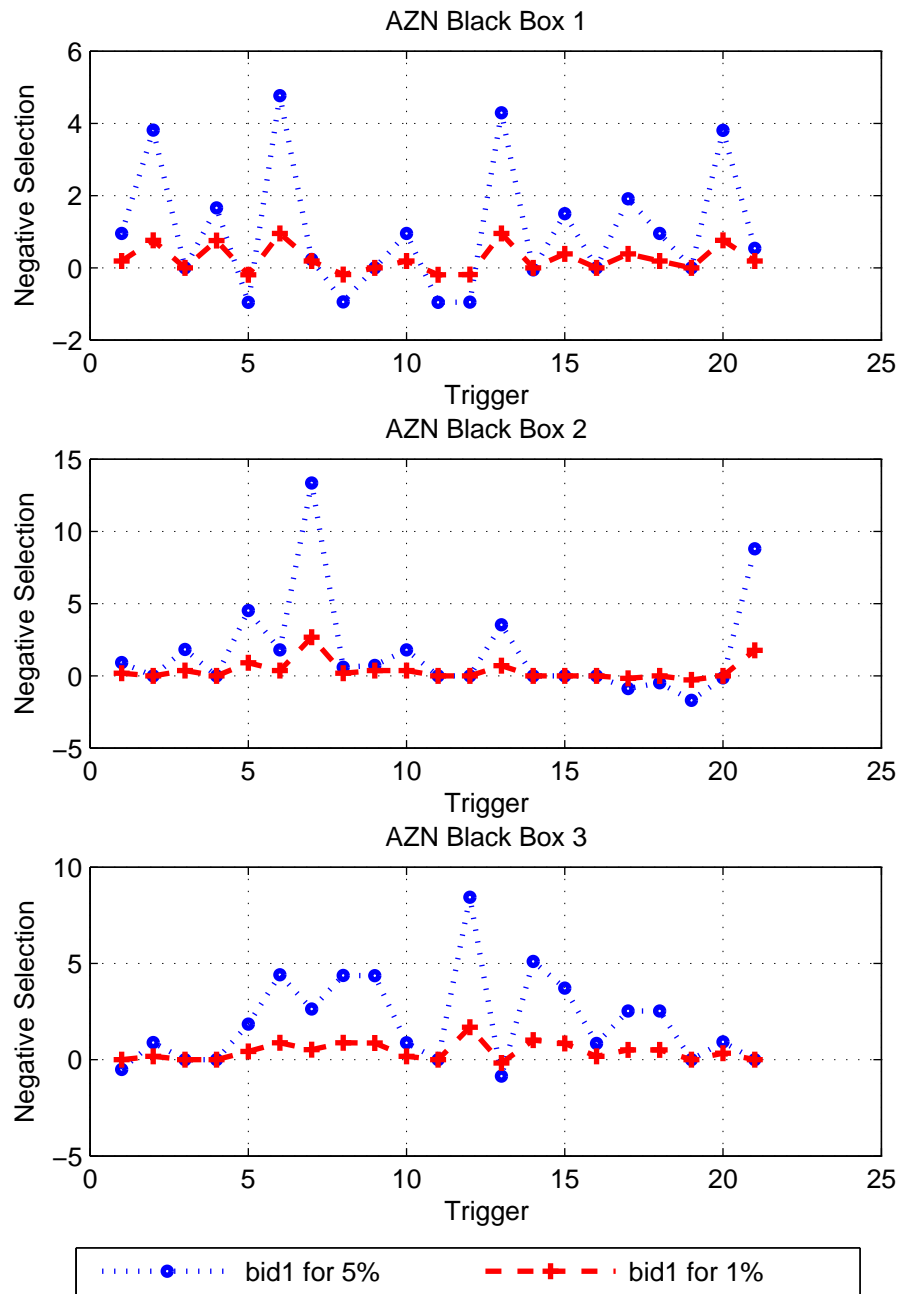 AZN Black Box 1
6
4
2
0
−2
Negative Selection
0 5 10 15 20 25
Trigger
AZN Black Box 2
15
10
5
0
−5
Negative Selection
0 5 10 15 20 25
Trigger
AZN Black Box 3
10
5
0
−5
Negative Selection
0 5 10 15 20 25
Trigger
bid1 for 5% bid1 for 1%